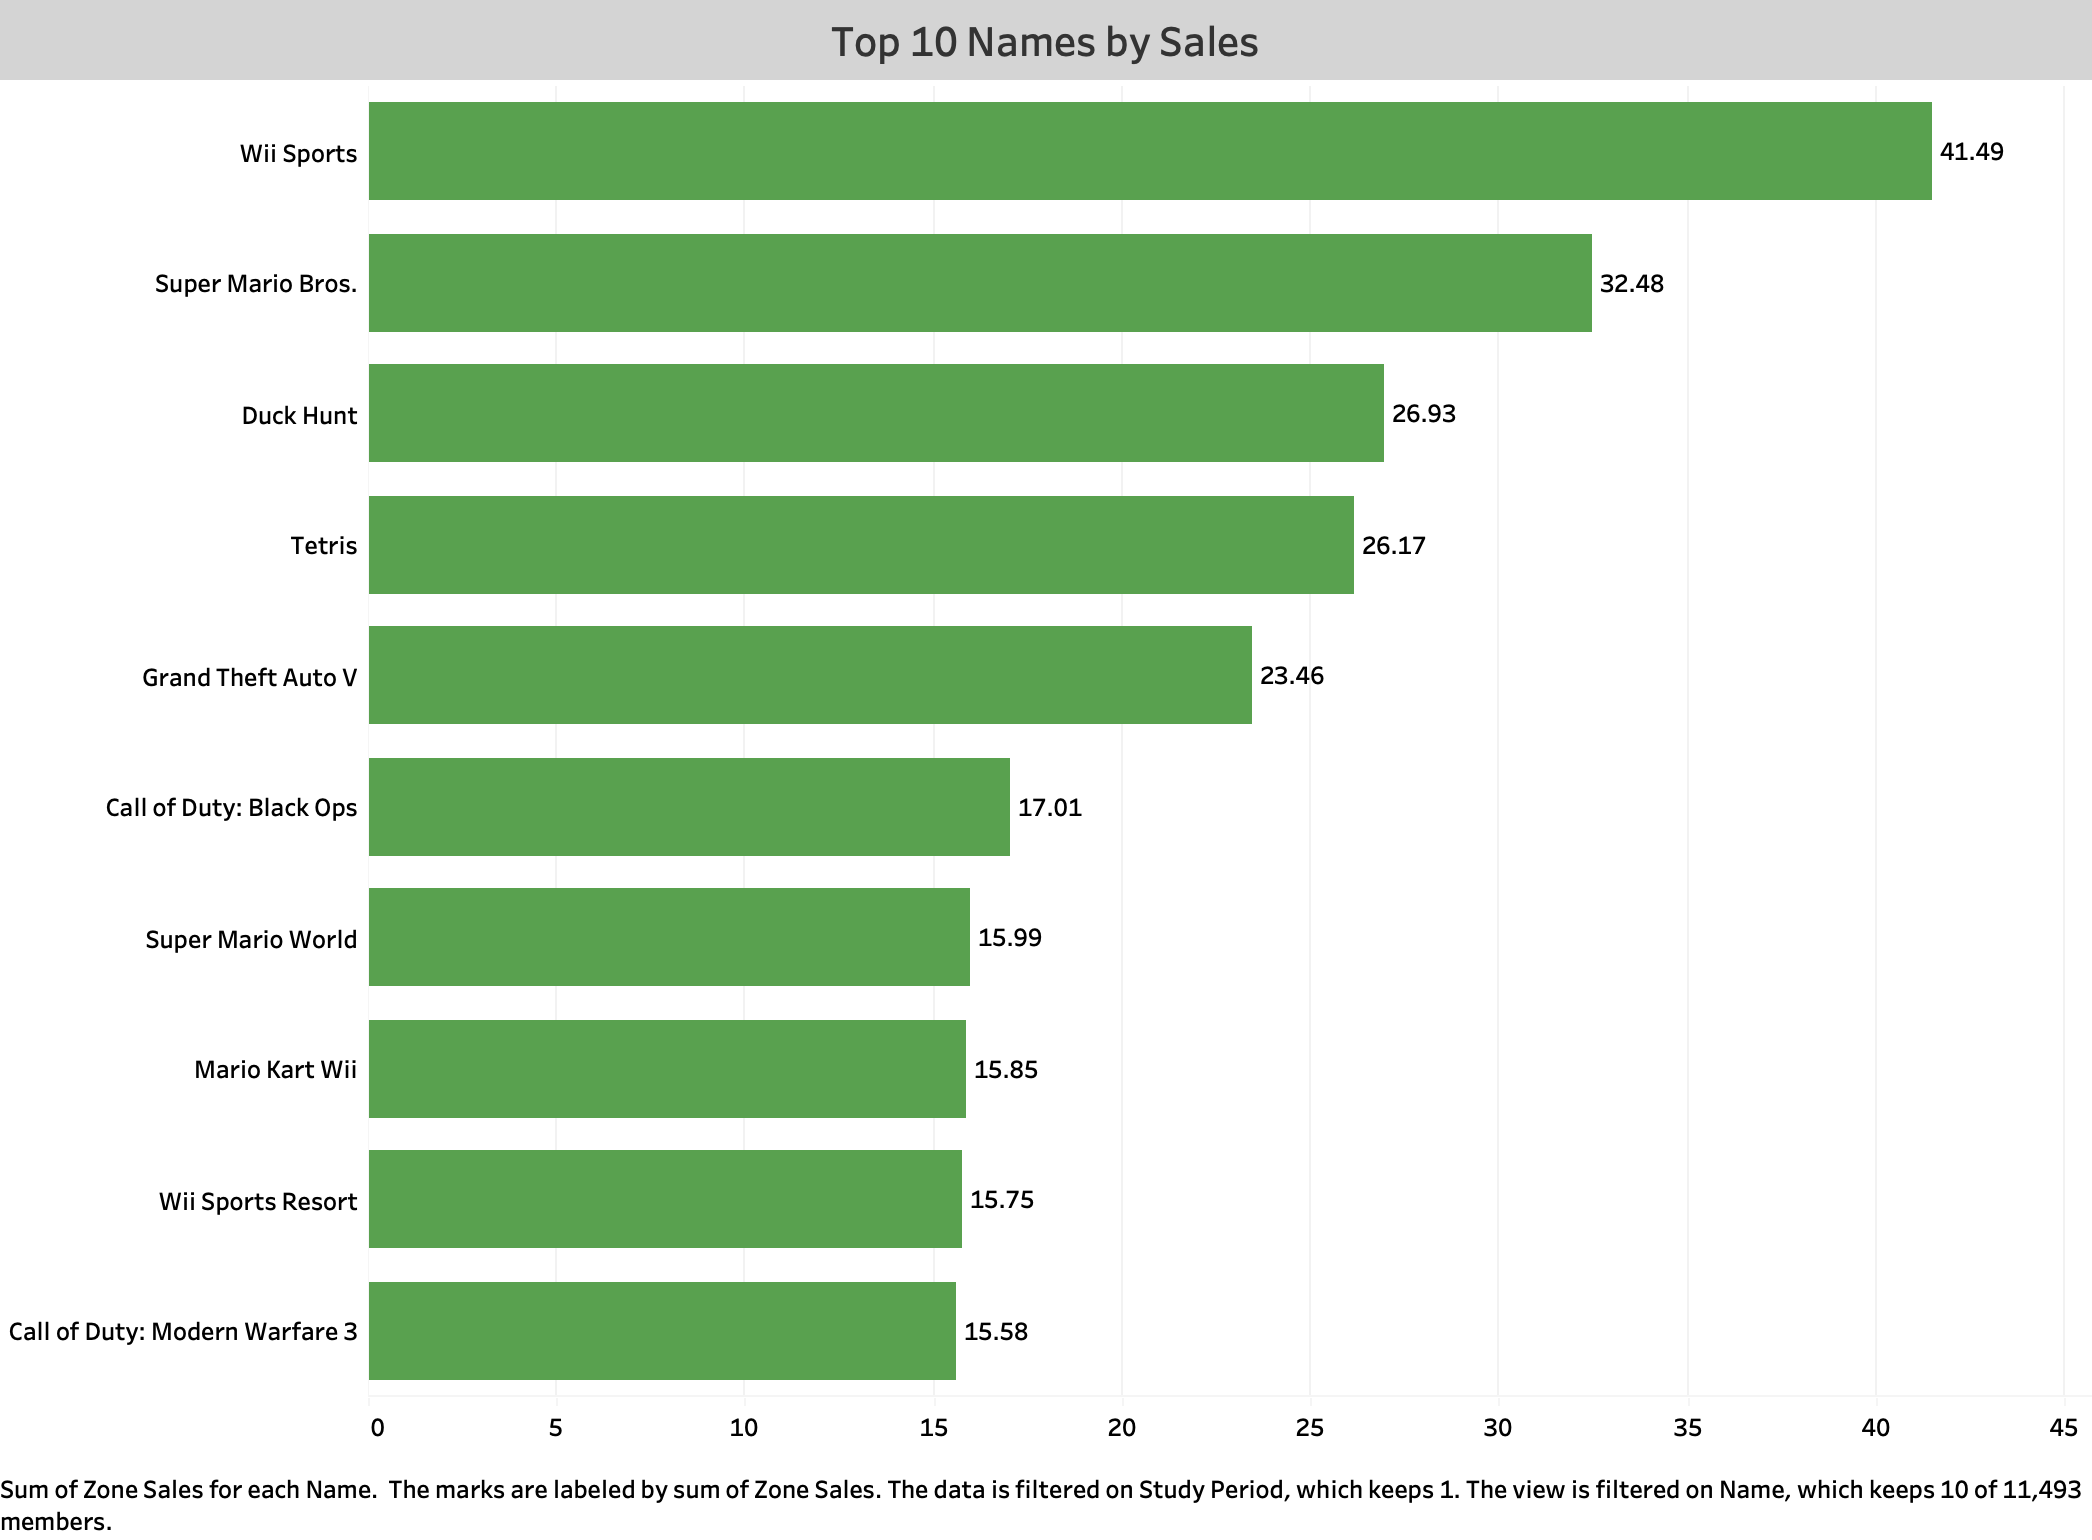 Top 10 Names by Sales
Wii Sports 41.49
Super Mario Bros. 32.48
Duck Hunt 26.93
Tetris 26.17
Grand Theft Auto V 23.46
Call of Duty: Black Ops 17.01
Super Mario World 15.99
Mario Kart Wii 15.85
Wii Sports Resort 15.75
Call of Duty: Modern Warfare 3 15.58
0 5 10 15 20 25 30 35 40 45
Sum of Zone Sales for each Name.  The marks are labeled by sum of Zone Sales. The data is filtered on Study Period, which keeps 1. The view is filtered on Name, which keeps 10 of 11,493
members.